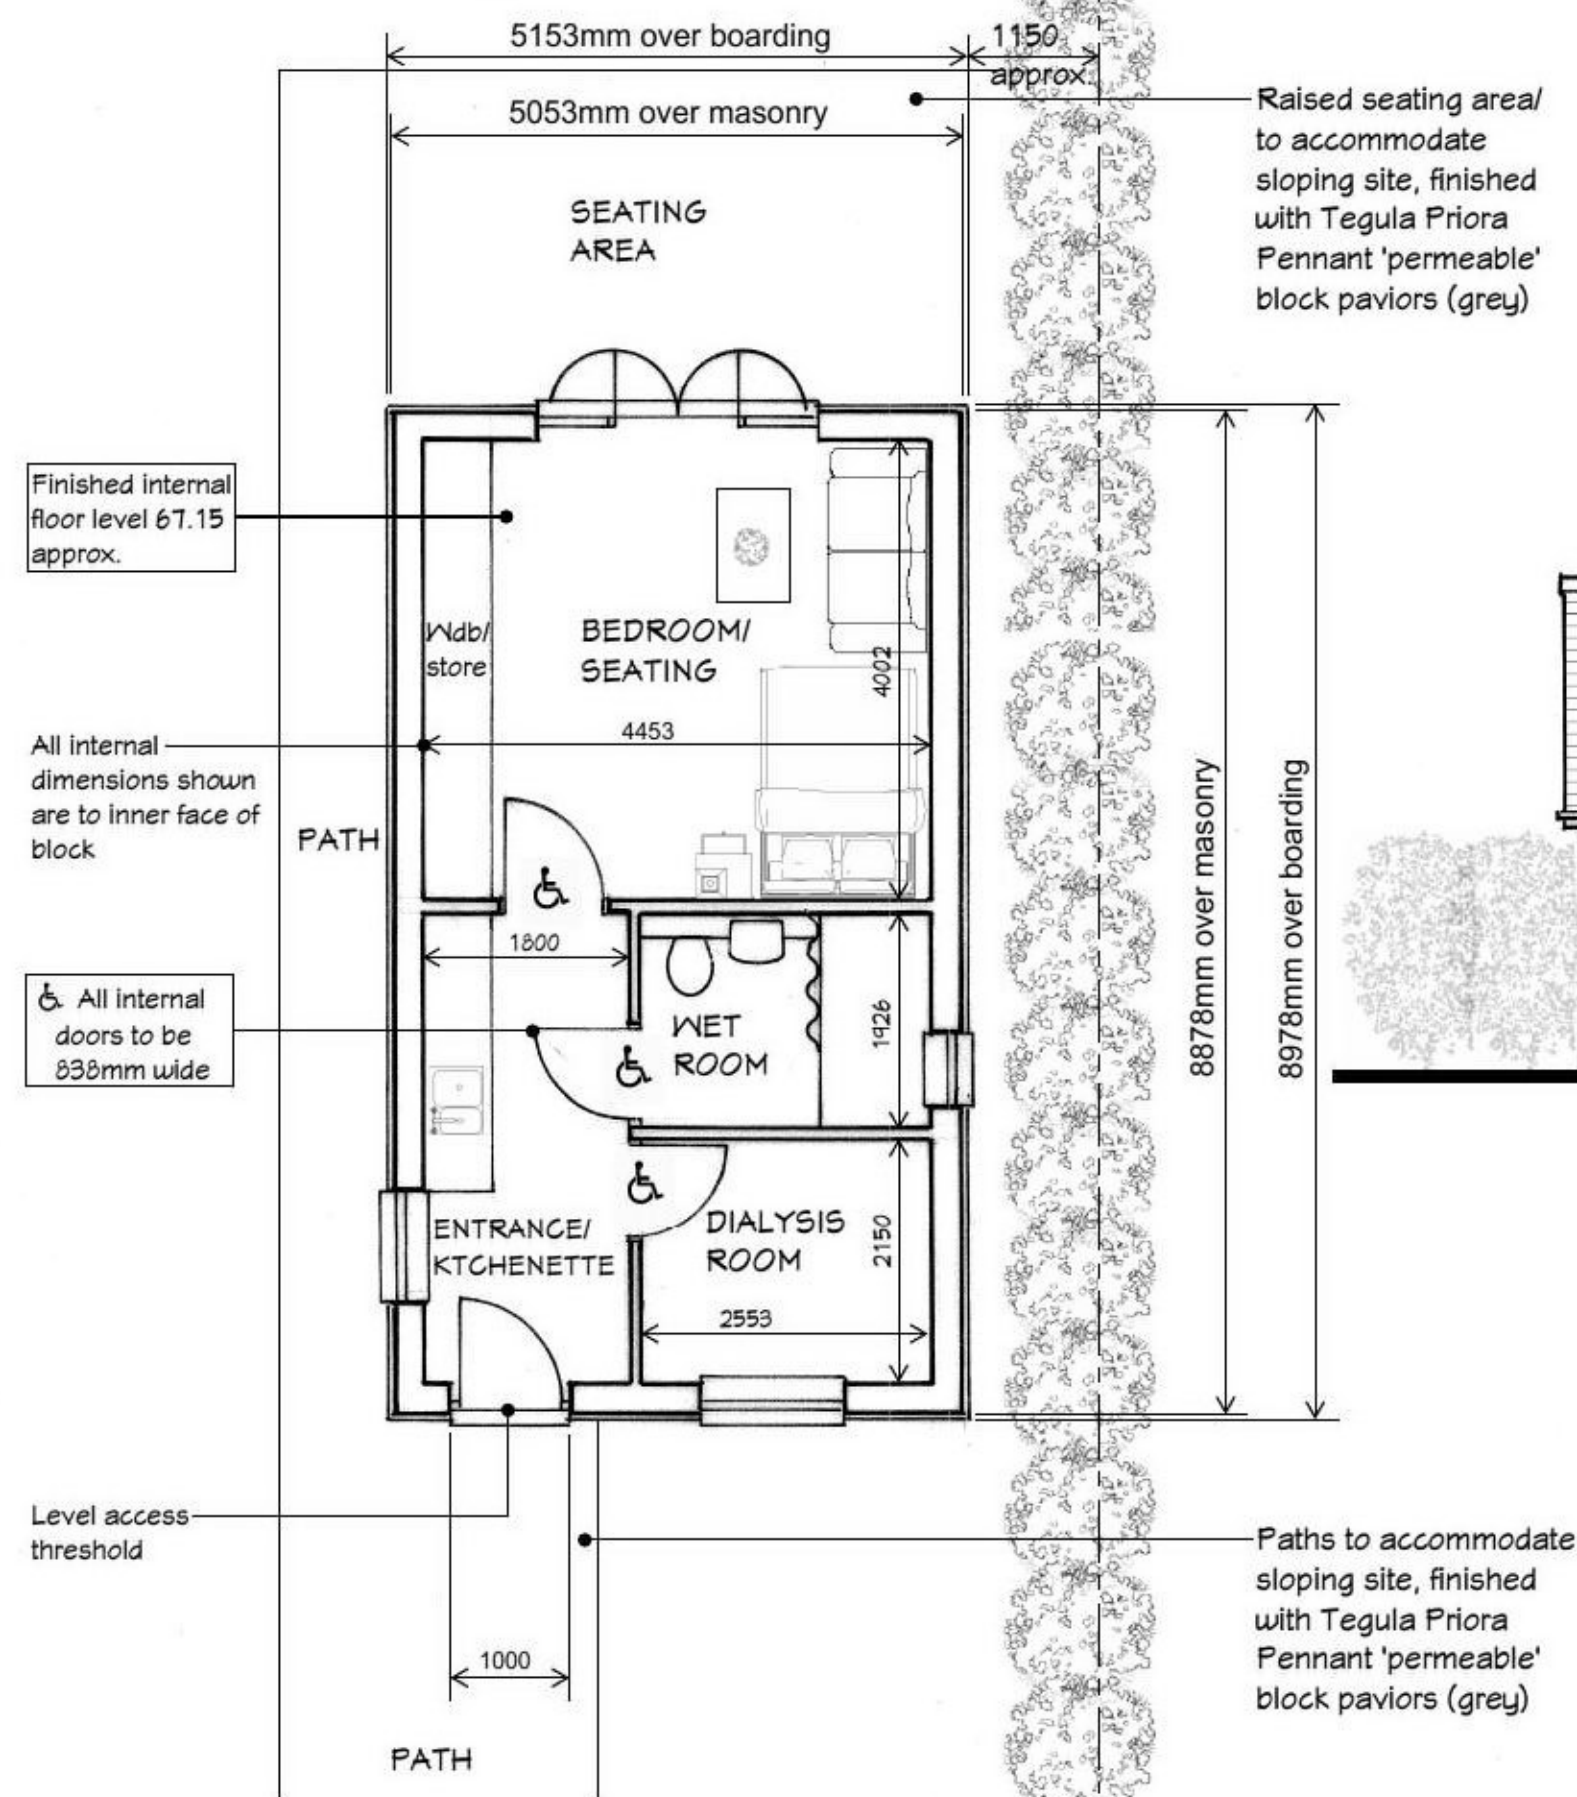 5153mm over boarding
1150
approx.
5053mm over masonry
Raised seating area/
to accommodate
sloping site, finished
with Tegula Priora
Pennant 'permeable'
block paviors (grey)
SEATING
AREA
Finished internal
floor level 67.15
approx.
Wdb/
store
BEDROOM/
SEATING
4002
4453
All internal
dimensions shown
are to inner face of
block
PATH
8878mm over masonry
8978mm over boarding
1800
All internal
doors to be
838mm wide
WET
ROOM
1926
ENTRANCE/
KTCHENETTE
DIALYSIS
ROOM
2150
2553
Level access
threshold
Paths to accommodate
sloping site, finished
with Tegula Priora
Pennant 'permeable'
block paviors (grey)
1000
PATH